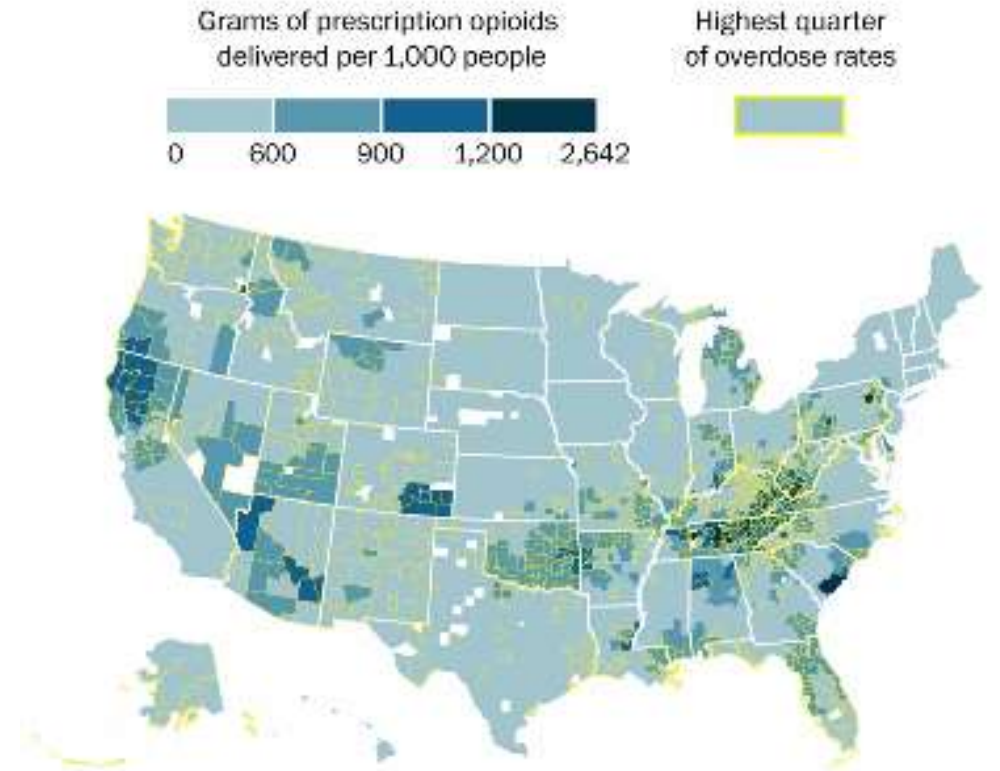 Grams of prescription opioids
delivered per 1,000 people
Highest quarter
of overdose rates
0 600 900 1,200 2,642